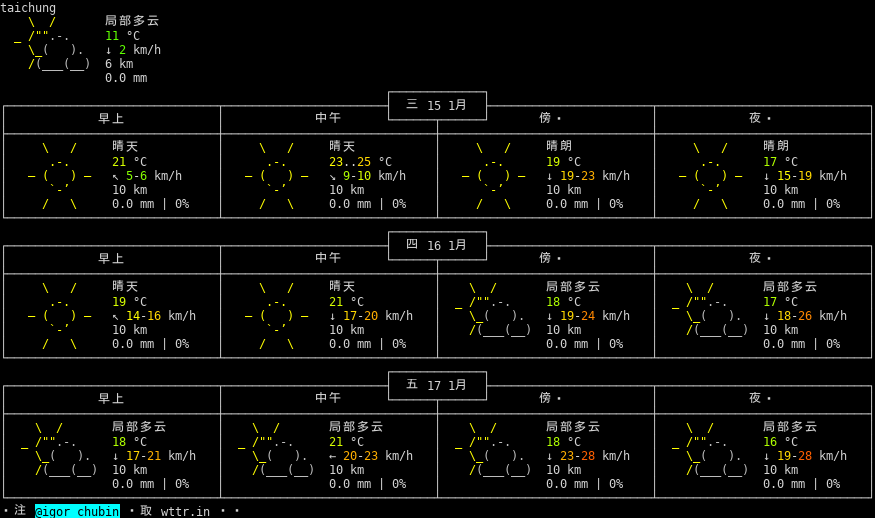 taichung
局部多云
11 °C
↓ 2 km/h
6 km
0.0 mm
三 15 1月
早上 中午 傍· 夜·
晴天 晴天 晴朗 晴朗
21 °C 23..25 °C 19 °C 17 °C
↖ 5-6 km/h ↘ 9-10 km/h ↓ 19-23 km/h ↓ 15-19 km/h
10 km 10 km 10 km 10 km
0.0 mm | 0% 0.0 mm | 0% 0.0 mm | 0% 0.0 mm | 0%
四 16 1月
早上 中午 傍· 夜·
晴天 晴天 局部多云 局部多云
19 °C 21 °C 18 °C 17 °C
↖ 14-16 km/h ↓ 17-20 km/h ↓ 19-24 km/h ↓ 18-26 km/h
10 km 10 km 10 km 10 km
0.0 mm | 0% 0.0 mm | 0% 0.0 mm | 0% 0.0 mm | 0%
五 17 1月
早上 中午 傍· 夜·
局部多云 局部多云 局部多云 局部多云
18 °C 21 °C 18 °C 16 °C
↓ 17-21 km/h ← 20-23 km/h ↓ 23-28 km/h ↓ 19-28 km/h
10 km 10 km 10 km 10 km
0.0 mm | 0% 0.0 mm | 0% 0.0 mm | 0% 0.0 mm | 0%
·注 @igor_chubin ·取 wttr.in ··